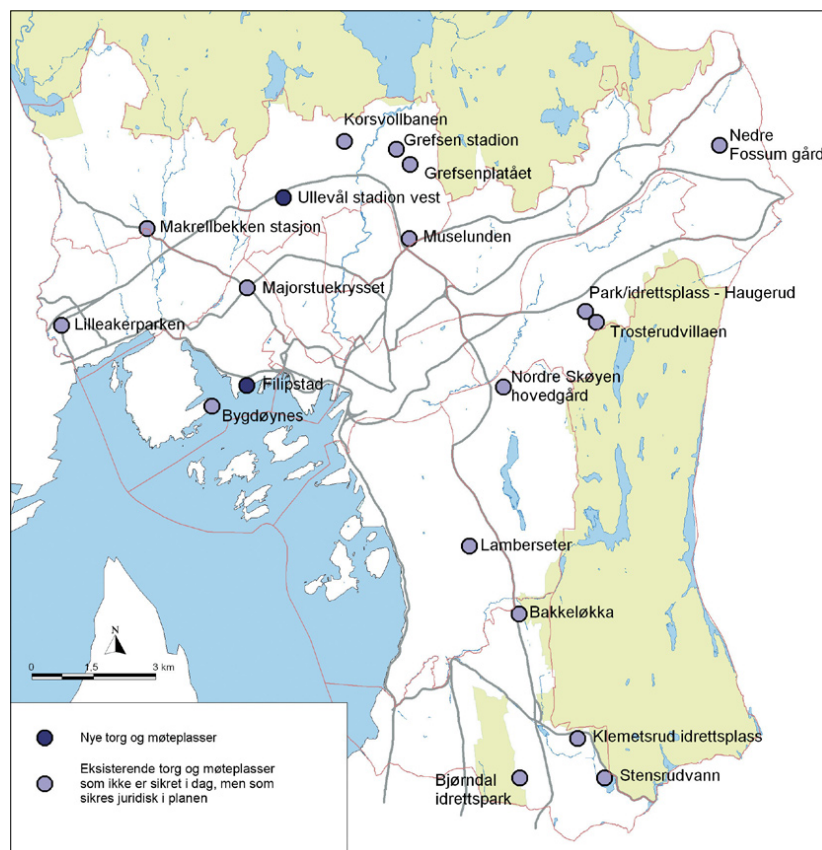 Korsvollbanen
Grefsen stadion
Grefsenplatået
Nedre
Fossum gård
Ullevål stadion vest
Makrellbekken stasjon
Muselunden
Majorstuekrysset
Park/idrettsplass - Haugerud
Lilleakerparken
Trosterudvillaen
Filipstad
Nordre Skøyen
hovedgård
Bygdøynes
Lamberseter
Bakkeløkka
N
0 1,5 3 km
Klemetsrud idrettsplass
Nye torg og møteplasser
Eksisterende torg og møteplasser
som ikke er sikret i dag, men som
sikres juridisk i planen
Bjørndal
idrettspark
Stensrudvann